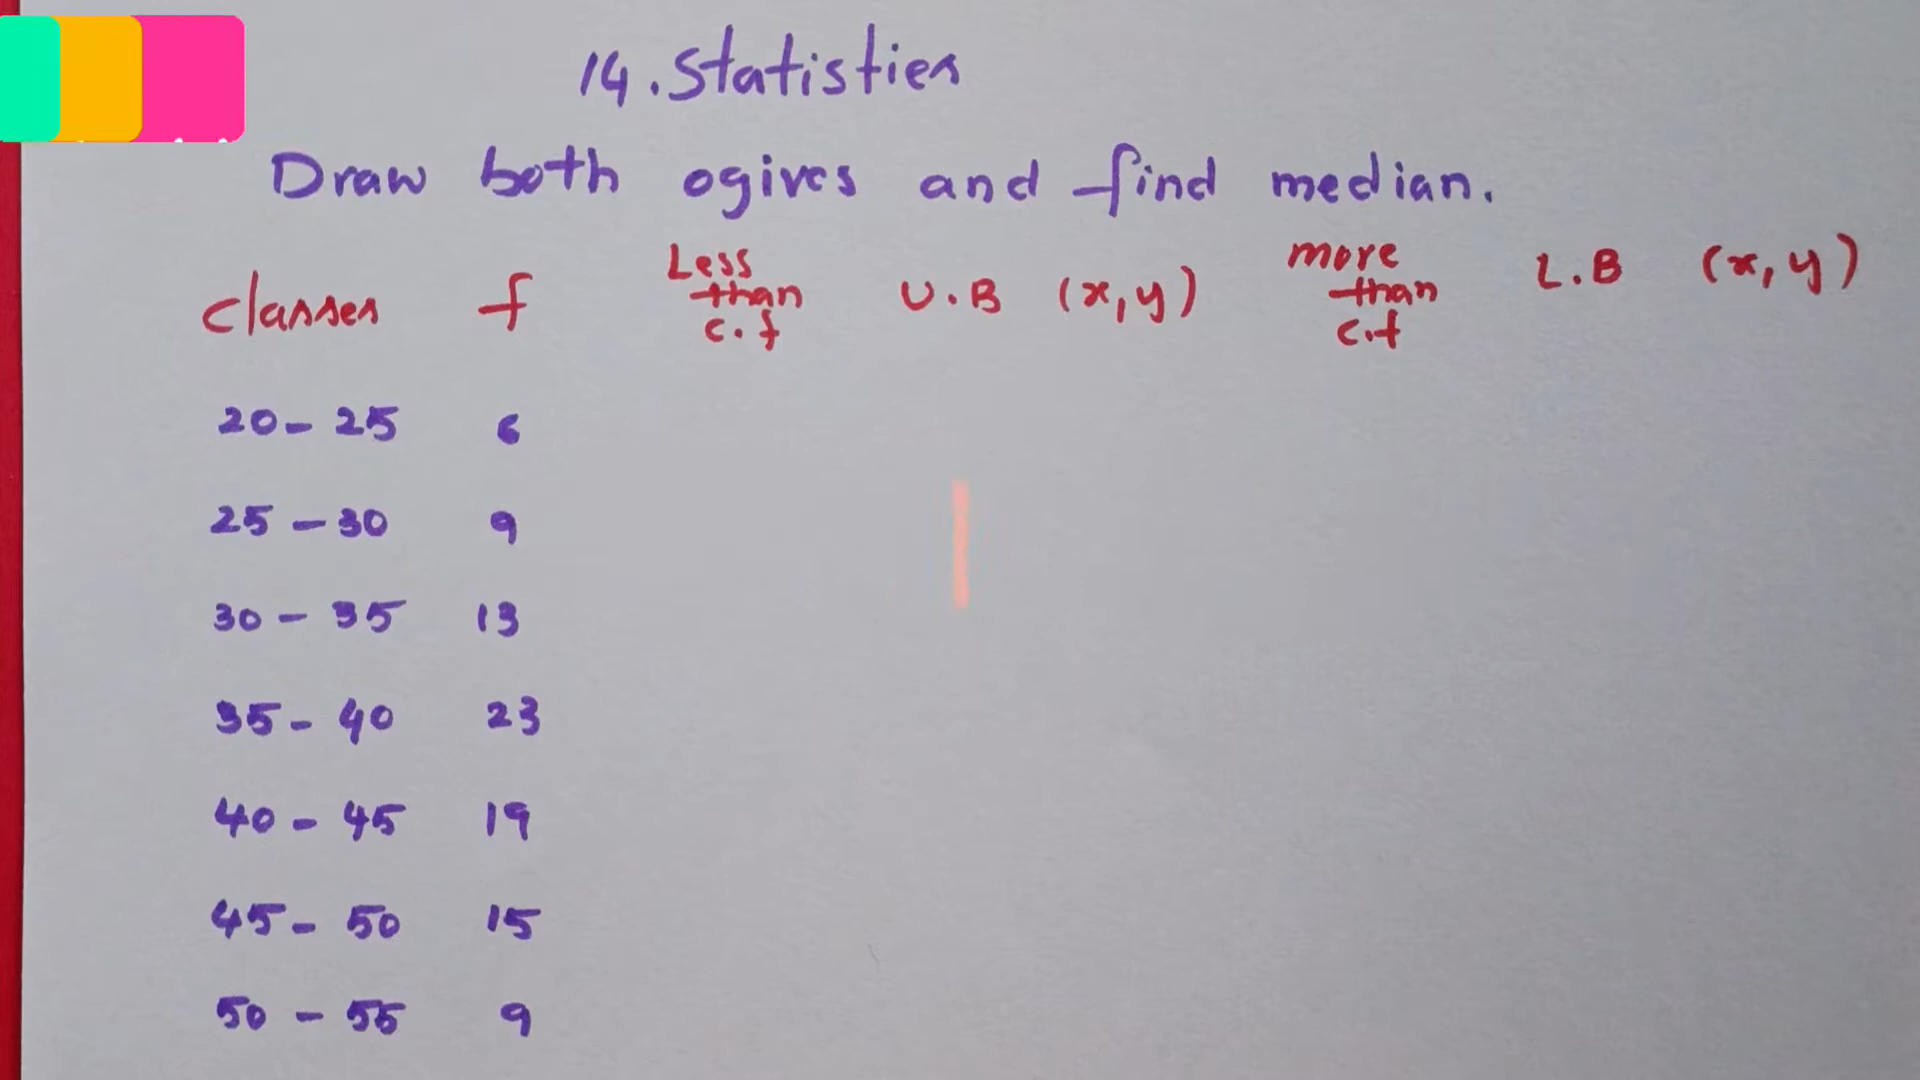 14. Statistics
Draw both ogives and find median.
classes f Less than c.f U.B (x, y) more than c.f L.B (x, y)
20 - 25 6
25 - 30 9
30 - 35 13
35 - 40 23
40 - 45 19
45 - 50 15
50 - 55 9